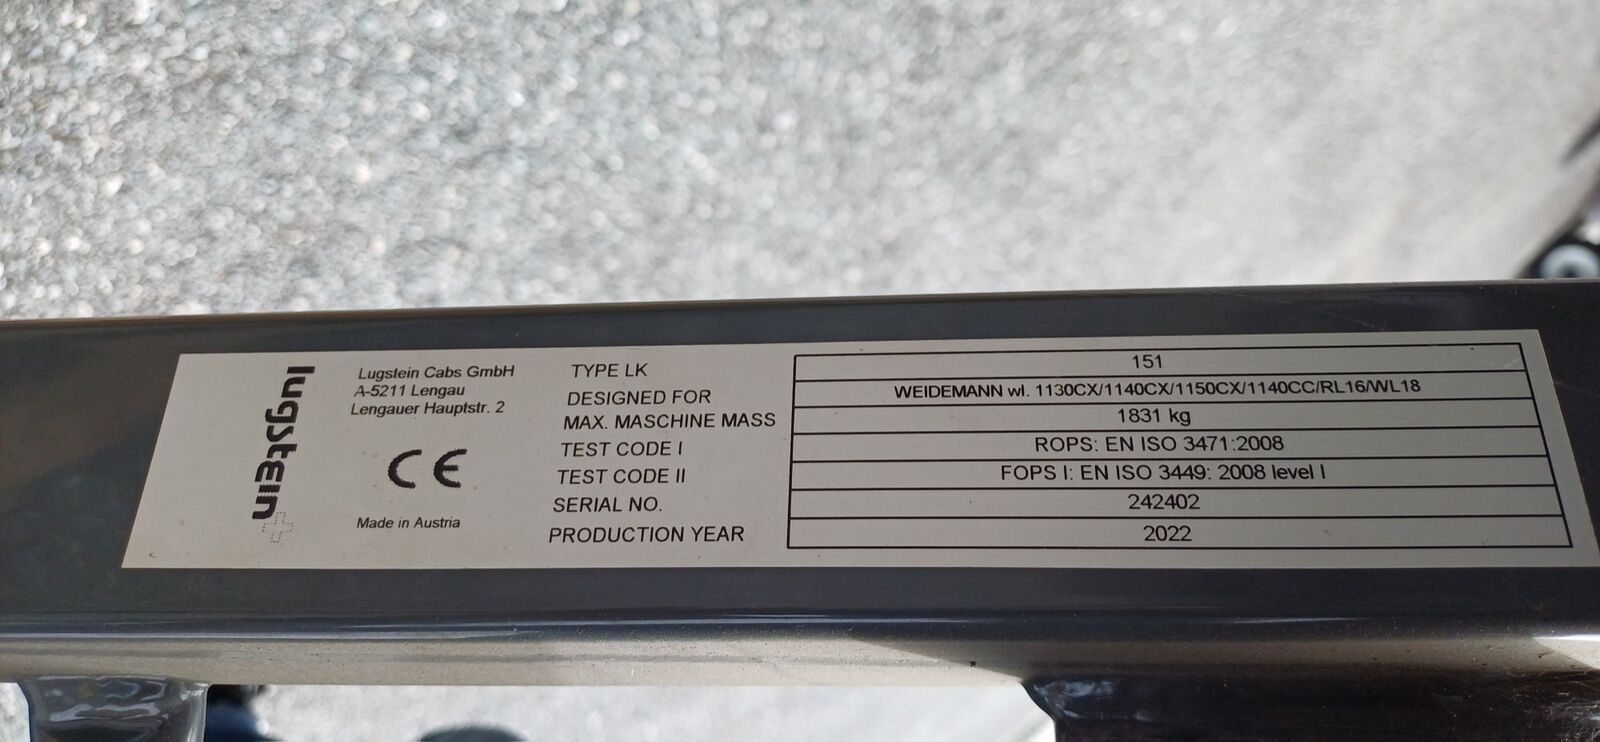 lugstein
Lugstein Cabs GmbH
A-5211 Lengau
Lengauer Hauptstr. 2
CE
Made in Austria
TYPE LK 151
DESIGNED FOR WEIDEMANN wl. 1130CX/1140CX/1150CX/1140CC/RL16/WL18
MAX. MASCHINE MASS 1831 kg
TEST CODE I ROPS: EN ISO 3471:2008
TEST CODE II FOPS I: EN ISO 3449: 2008 level I
SERIAL NO. 242402
PRODUCTION YEAR 2022